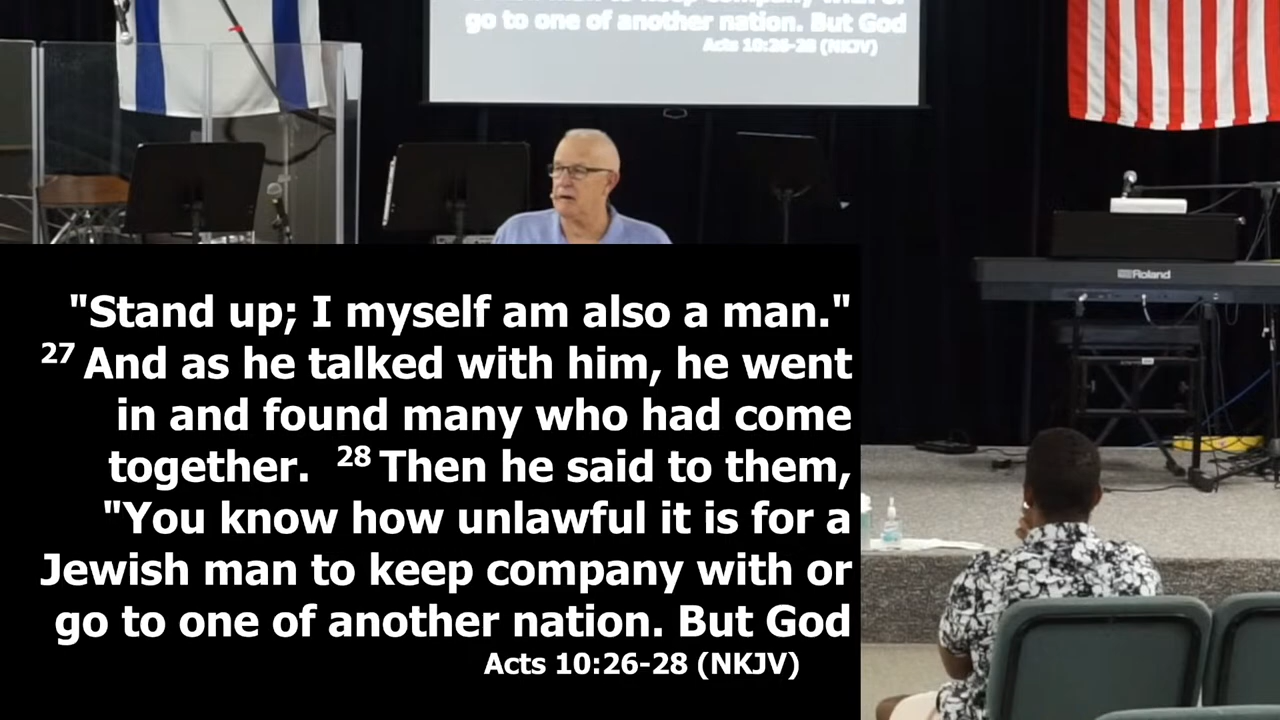 go to one of another nation. But God
Acts 10:26-28 (NKJV)
Roland
"Stand up; I myself am also a man."
27 And as he talked with him, he went
in and found many who had come
together. 28 Then he said to them,
"You know how unlawful it is for a
Jewish man to keep company with or
go to one of another nation. But God
Acts 10:26-28 (NKJV)